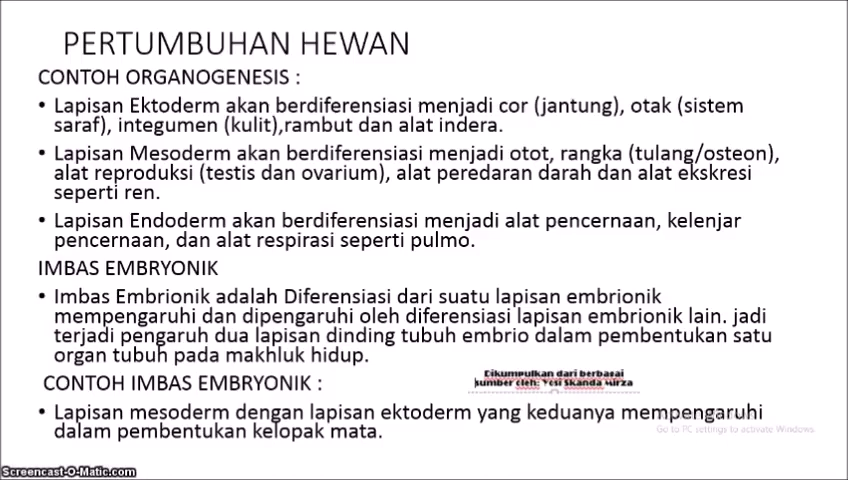 PERTUMBUHAN HEWAN
CONTOH ORGANOGENESIS :
• Lapisan Ektoderm akan berdiferensiasi menjadi cor (jantung), otak (sistem
saraf), integumen (kulit),rambut dan alat indera.
• Lapisan Mesoderm akan berdiferensiasi menjadi otot, rangka (tulang/osteon),
alat reproduksi (testis dan ovarium), alat peredaran darah dan alat ekskresi
seperti ren.
• Lapisan Endoderm akan berdiferensiasi menjadi alat pencernaan, kelenjar
pencernaan, dan alat respirasi seperti pulmo.
IMBAS EMBRYONIK
• Imbas Embrionik adalah Diferensiasi dari suatu lapisan embrionik
mempengaruhi dan dipengaruhi oleh diferensiasi lapisan embrionik lain. jadi
terjadi pengaruh dua lapisan dinding tubuh embrio dalam pembentukan satu
organ tubuh pada makhluk hidup.
Dikumpulkan dari berbagai
sumber oleh: Yosi Skanda Mirza
CONTOH IMBAS EMBRYONIK :
• Lapisan mesoderm dengan lapisan ektoderm yang keduanya mempengaruhi
dalam pembentukan kelopak mata.
Go to PC settings to activate Windows.
Screencast-O-Matic.com